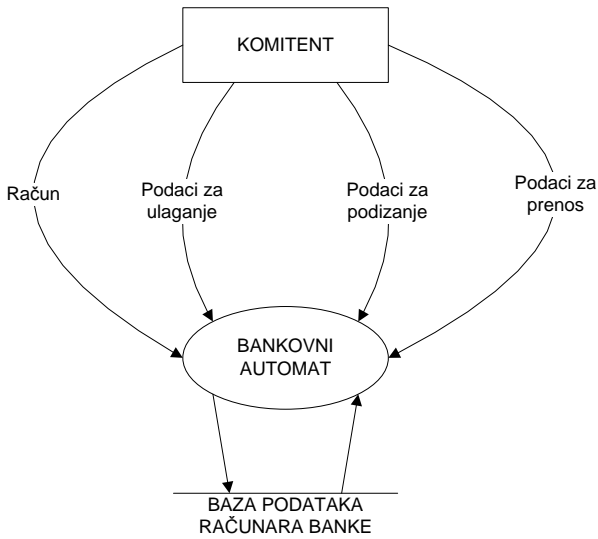 KOMITENT
Račun
Podaci za
ulaganje
Podaci za
podizanje
Podaci za
prenos
BANKOVNI
AUTOMAT
BAZA PODATAKA
RAČUNARA BANKE